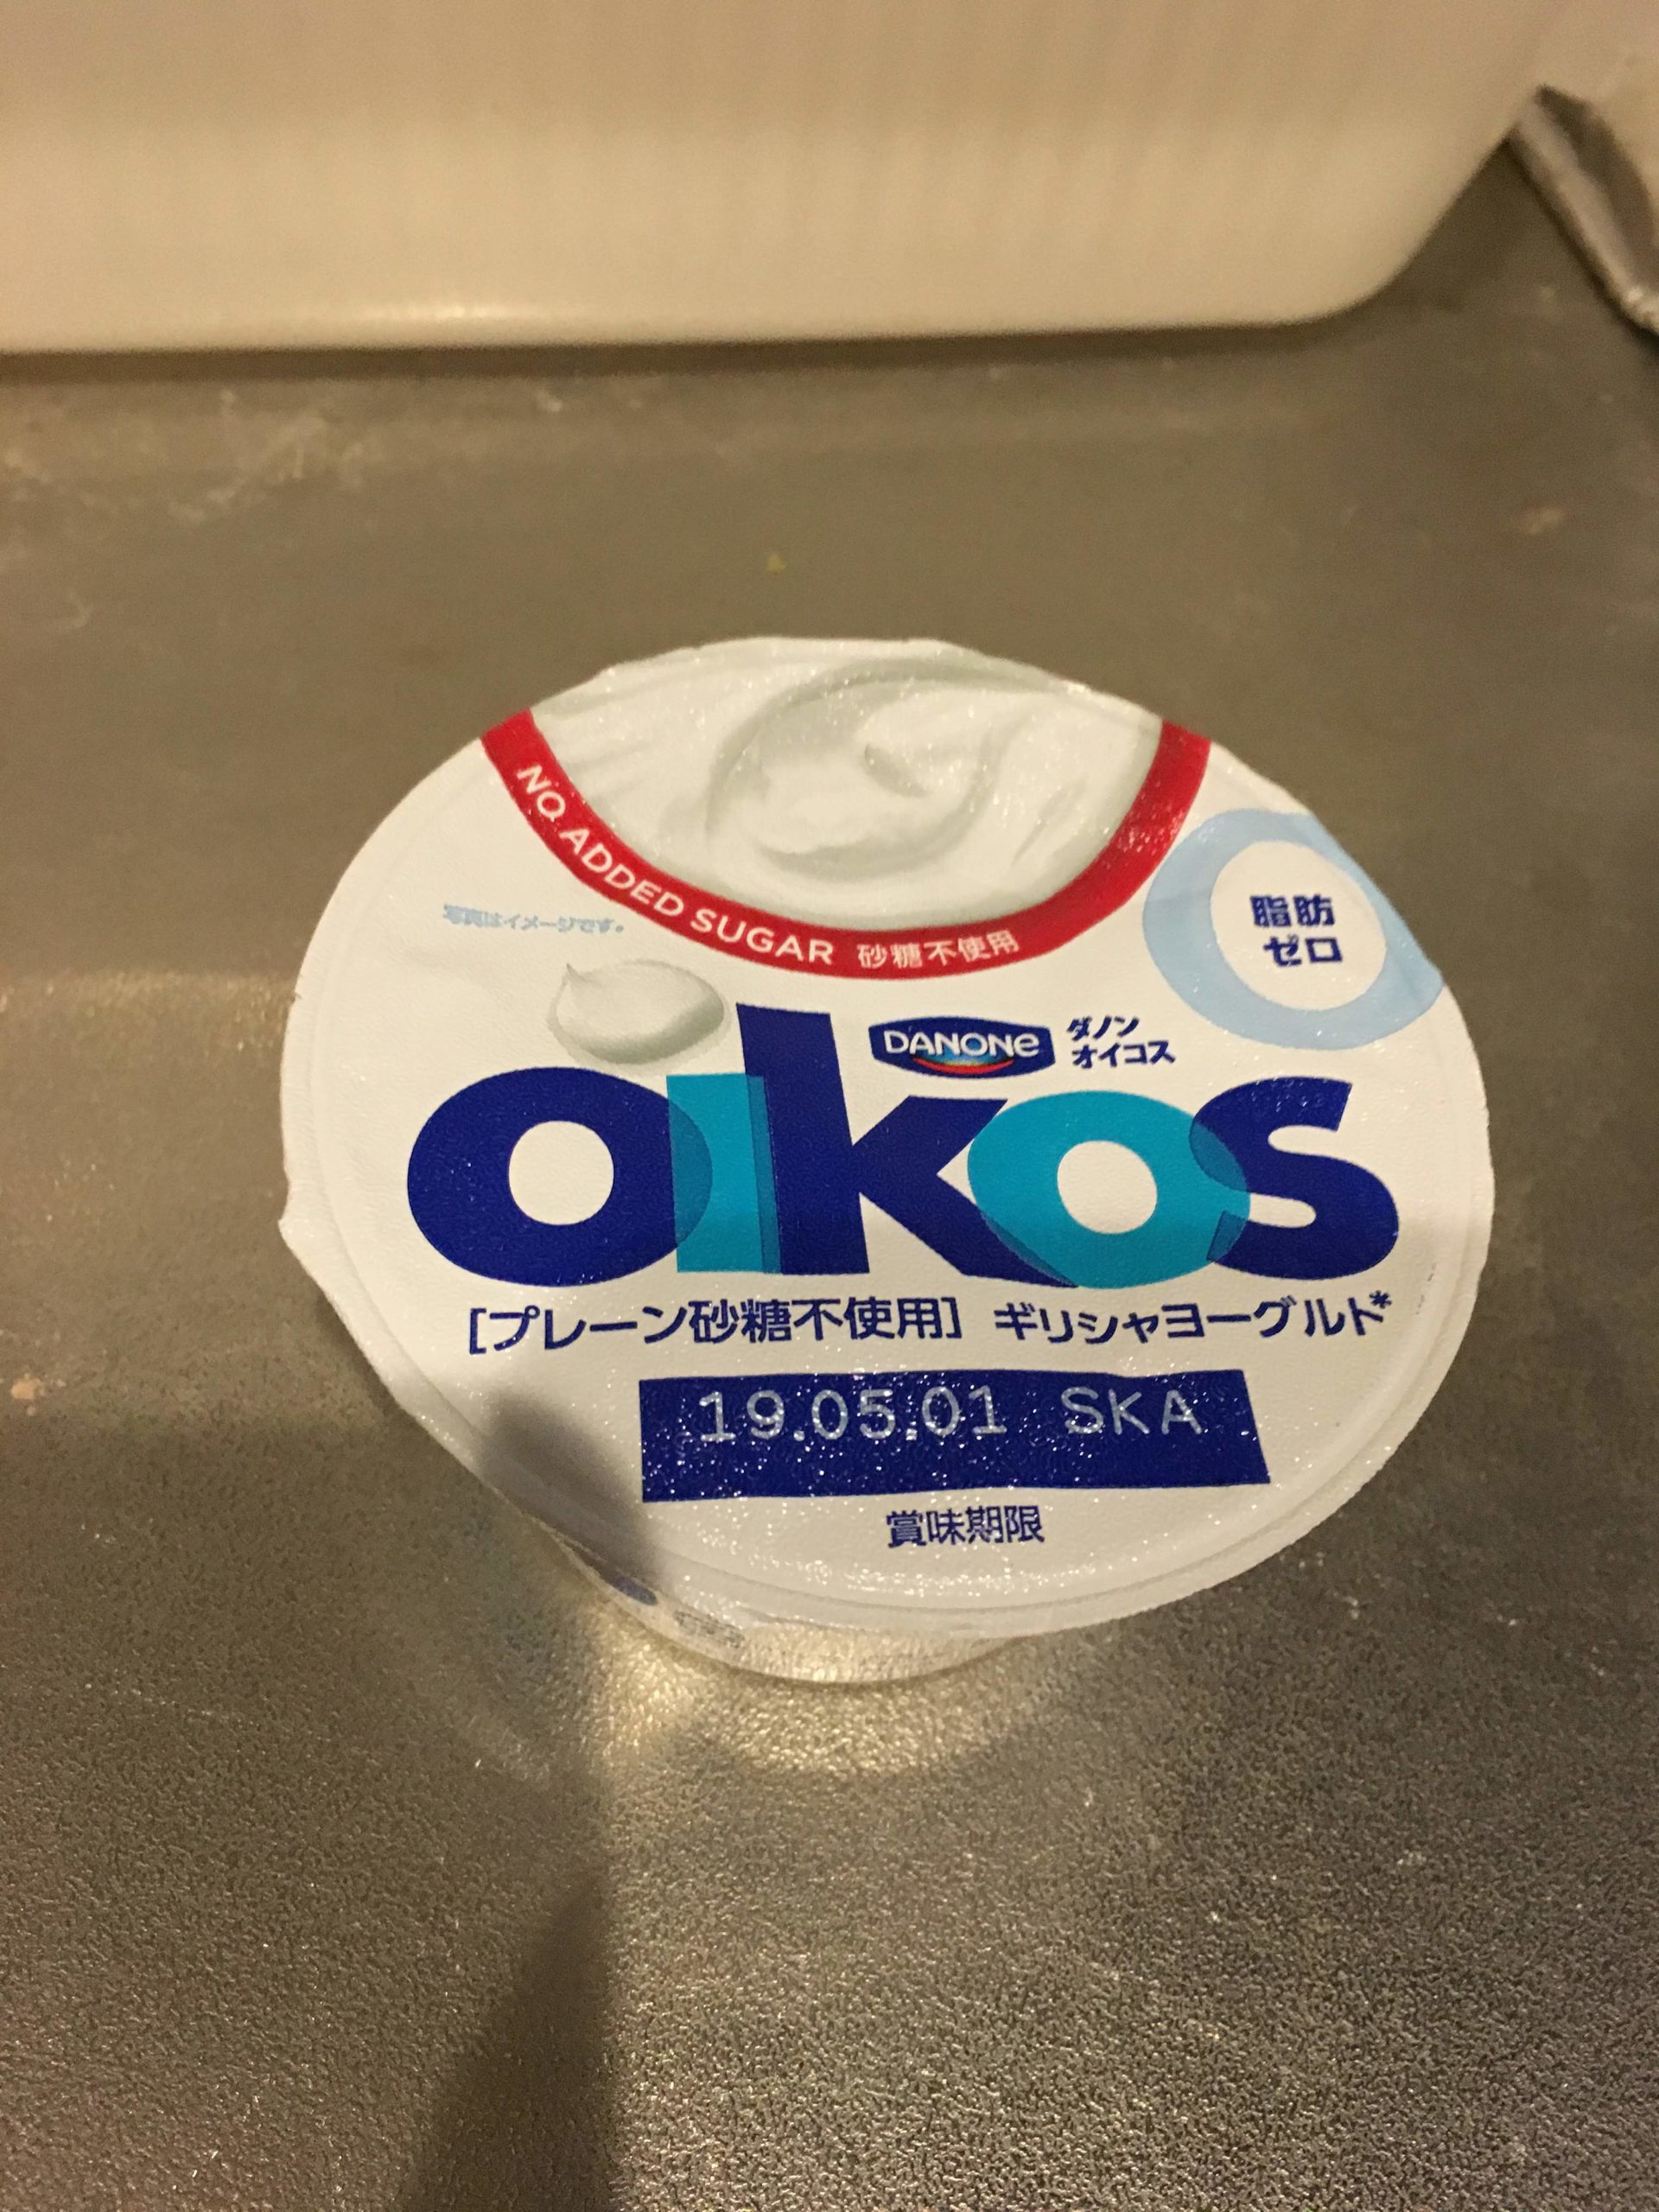 NO ADDED SUGAR 砂糖不使用
脂肪
ゼロ
写真はイメージです。
DANONE
ダノン
オイコス
oikos
[プレーン砂糖不使用] ギリシャヨーグルト*
19.05.01 SKA
賞味期限